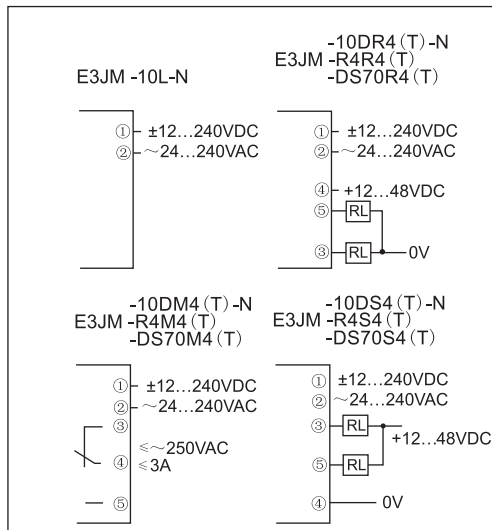 E3JM -10L-N
① ±12...240VDC
② ~24...240VAC
-10DR4(T)-N
E3JM -R4R4(T)
-DS70R4(T)
① ±12...240VDC
② ~24...240VAC
④ +12...48VDC
⑤ RL
③ RL 0V
-10DM4(T)-N
E3JM -R4M4(T)
-DS70M4(T)
① ±12...240VDC
② ~24...240VAC
③
≤~250VAC
④ ≤3A
⑤
-10DS4(T)-N
E3JM -R4S4(T)
-DS70S4(T)
① ±12...240VDC
② ~24...240VAC
③ RL
+12...48VDC
⑤ RL
④ 0V